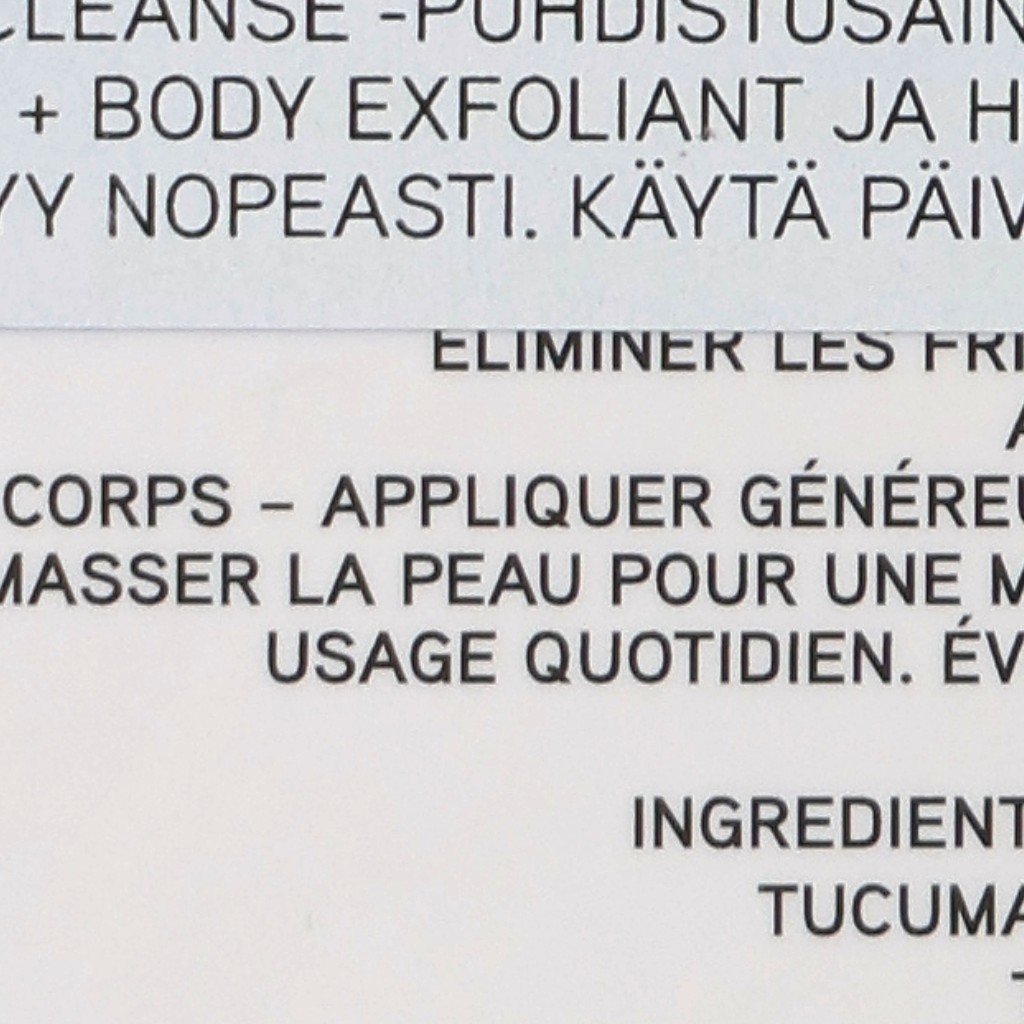 CLEANSE -PUHDISTUSAIN
+ BODY EXFOLIANT JA H
YY NOPEASTI. KÄYTÄ PÄIV
ELIMINER LES FRI
A
CORPS – APPLIQUER GÉNÉREU
MASSER LA PEAU POUR UNE M
USAGE QUOTIDIEN. ÉV
INGREDIENT
TUCUMA